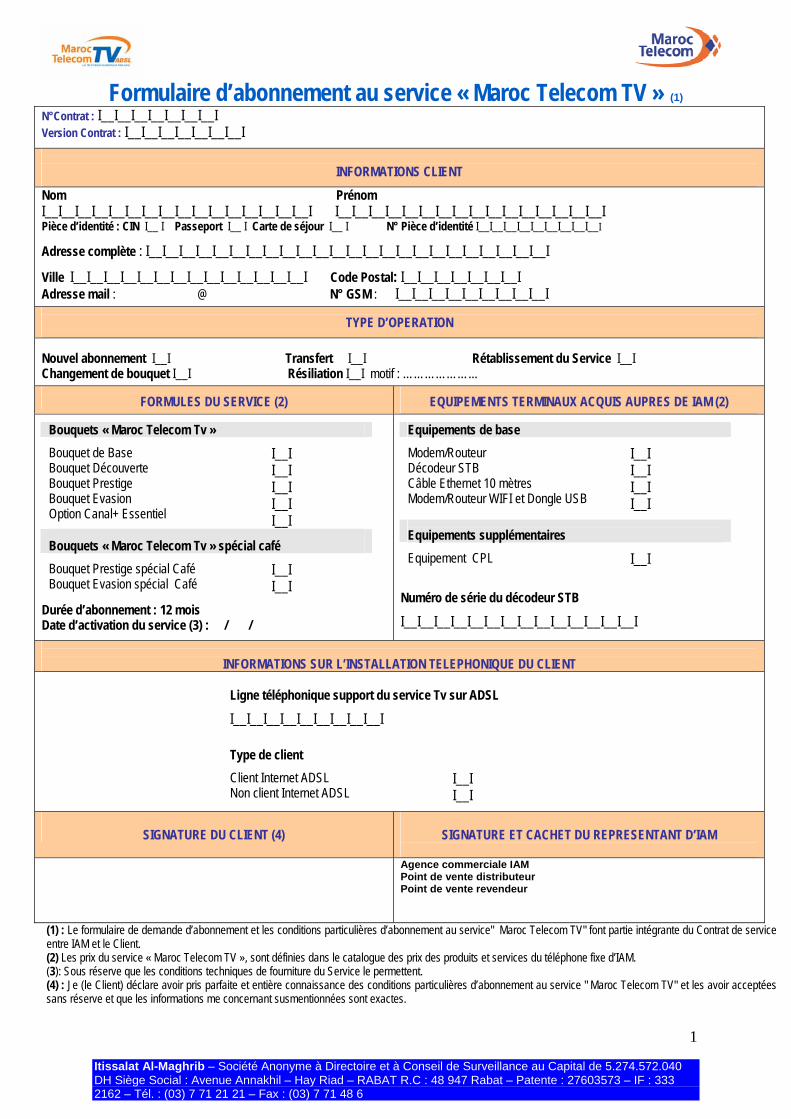 Maroc Telecom TV ADSL
Maroc Telecom
Formulaire d'abonnement au service « Maroc Telecom TV » (1)
N°Contrat : I__I__I__I__I__I__I__I
Version Contrat : I__I__I__I__I__I__I__I
INFORMATIONS CLIENT
Nom Prénom
I__I__I__I__I__I__I__I__I__I__I__I__I__I__I__I__I I__I__I__I__I__I__I__I__I__I__I__I__I__I__I__I__I
Pièce d'identité : CIN I__ I Passeport I__ I Carte de séjour I__ I N° Pièce d'identité I__I__I__I__I__I__I__I__I__I
Adresse complète : I__I__I__I__I__I__I__I__I__I__I__I__I__I__I__I__I__I__I__I__I__I__I__I__I
Ville I__I__I__I__I__I__I__I__I__I__I__I__I__I__I Code Postal: I__I__I__I__I__I__I__I
Adresse mail : @ N° GSM : I__I__I__I__I__I__I__I__I__I
TYPE D'OPERATION
Nouvel abonnement I__I Transfert I__I Rétablissement du Service I__I
Changement de bouquet I__I Résiliation I__I motif : …………………
FORMULES DU SERVICE (2) EQUIPEMENTS TERMINAUX ACQUIS AUPRES DE IAM (2)
Bouquets « Maroc Telecom Tv »
Bouquet de Base I__I
Bouquet Découverte I__I
Bouquet Prestige I__I
Bouquet Evasion I__I
Option Canal+ Essentiel I__I
Bouquets « Maroc Telecom Tv » spécial café
Bouquet Prestige spécial Café I__I
Bouquet Evasion spécial Café I__I
Durée d'abonnement : 12 mois
Date d'activation du service (3) : / /
Equipements de base
Modem/Routeur I__I
Décodeur STB I__I
Câble Ethernet 10 mètres I__I
Modem/Routeur WIFI et Dongle USB I__I
Equipements supplémentaires
Equipement CPL I__I
Numéro de série du décodeur STB
I__I__I__I__I__I__I__I__I__I__I__I__I__I__I
INFORMATIONS SUR L'INSTALLATION TELEPHONIQUE DU CLIENT
Ligne téléphonique support du service Tv sur ADSL
I__I__I__I__I__I__I__I__I__I
Type de client
Client Internet ADSL I__I
Non client Internet ADSL I__I
SIGNATURE DU CLIENT (4) SIGNATURE ET CACHET DU REPRESENTANT D'IAM
Agence commerciale IAM
Point de vente distributeur
Point de vente revendeur
(1) : Le formulaire de demande d'abonnement et les conditions particulières d'abonnement au service" Maroc Telecom TV" font partie intégrante du Contrat de service
entre IAM et le Client.
(2) Les prix du service « Maroc Telecom TV », sont définies dans le catalogue des prix des produits et services du téléphone fixe d'IAM.
(3): Sous réserve que les conditions techniques de fourniture du Service le permettent.
(4) : Je (le Client) déclare avoir pris parfaite et entière connaissance des conditions particulières d'abonnement au service "Maroc Telecom TV" et les avoir acceptées
sans réserve et que les informations me concernant susmentionnées sont exactes.
1
Itissalat Al-Maghrib – Société Anonyme à Directoire et à Conseil de Surveillance au Capital de 5.274.572.040
DH Siège Social : Avenue Annakhil – Hay Riad – RABAT R.C : 48 947 Rabat – Patente : 27603573 – IF : 333
2162 – Tél. : (03) 7 71 21 21 – Fax : (03) 7 71 48 6